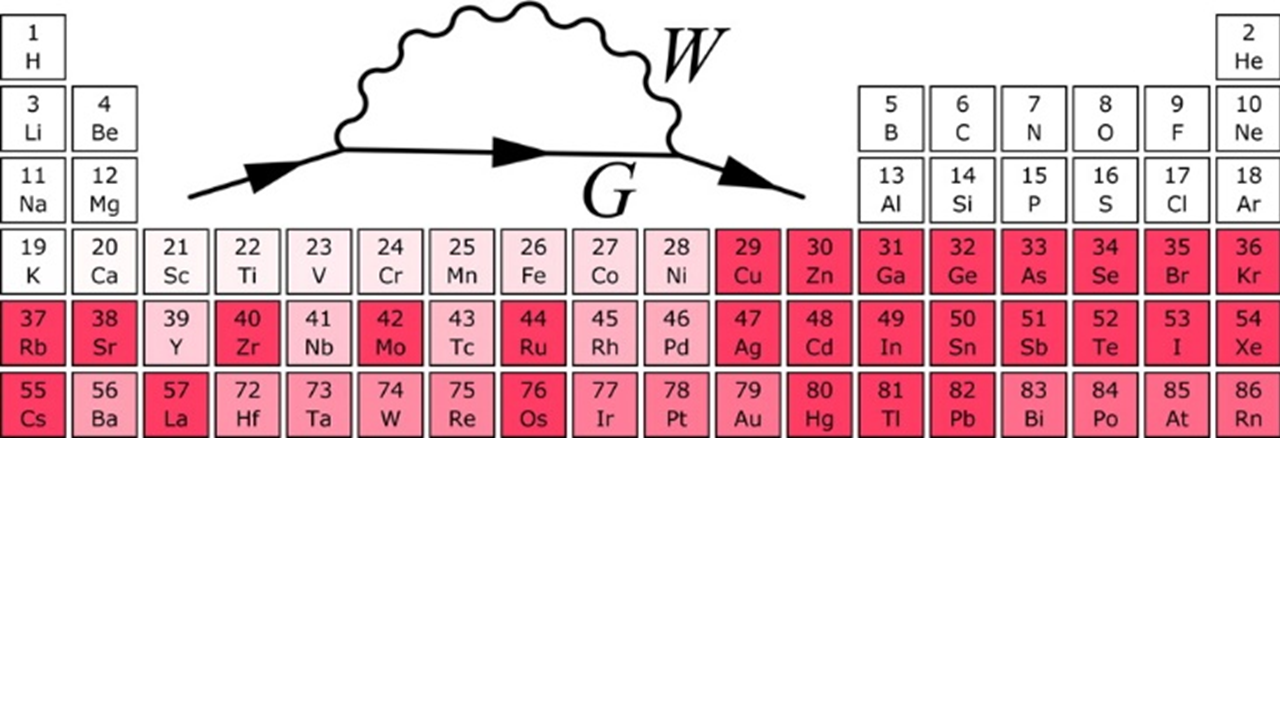 W
G
1 2
H He
3 4 5 6 7 8 9 10
Li Be B C N O F Ne
11 12 13 14 15 16 17 18
Na Mg Al Si P S Cl Ar
19 20 21 22 23 24 25 26 27 28 29 30 31 32 33 34 35 36
K Ca Sc Ti V Cr Mn Fe Co Ni Cu Zn Ga Ge As Se Br Kr
37 38 39 40 41 42 43 44 45 46 47 48 49 50 51 52 53 54
Rb Sr Y Zr Nb Mo Tc Ru Rh Pd Ag Cd In Sn Sb Te I Xe
55 56 57 72 73 74 75 76 77 78 79 80 81 82 83 84 85 86
Cs Ba La Hf Ta W Re Os Ir Pt Au Hg Tl Pb Bi Po At Rn